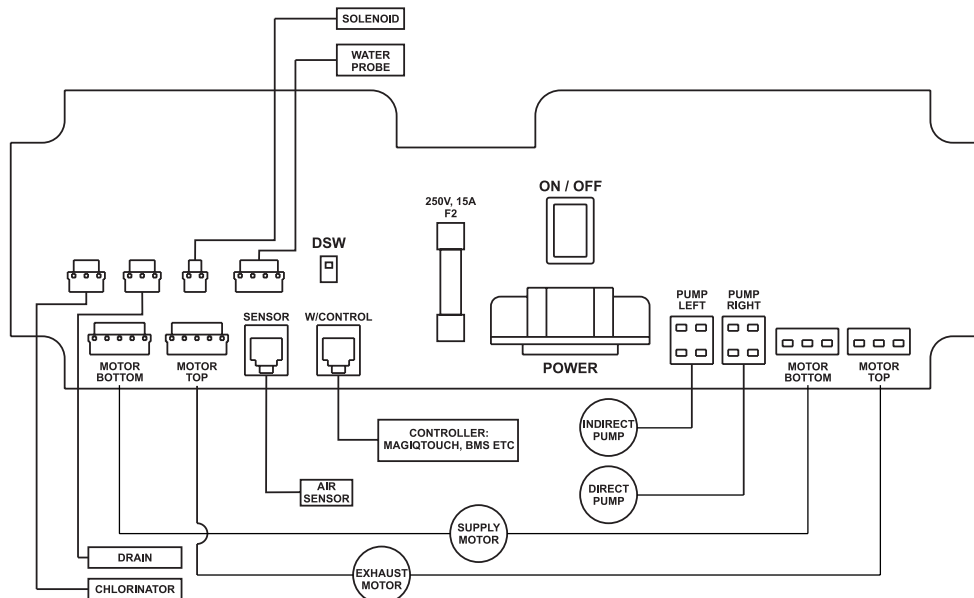 SOLENOID
WATER
PROBE
ON / OFF
250V, 15A
F2
DSW
SENSOR
W/CONTROL
PUMP
LEFT
PUMP
RIGHT
MOTOR
BOTTOM
MOTOR
TOP
POWER
MOTOR
BOTTOM
MOTOR
TOP
CONTROLLER:
MAGIQTOUCH, BMS ETC
INDIRECT
PUMP
AIR
SENSOR
DIRECT
PUMP
SUPPLY
MOTOR
DRAIN
EXHAUST
MOTOR
CHLORINATOR